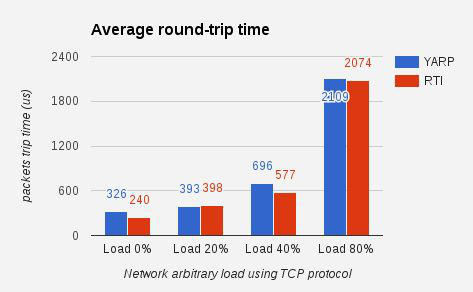 Average round-trip time
packets trip time (us)
2400
1800
1200
600
0
326
240
393
398
696
577
2109
2074
YARP
RTI
Load 0%
Load 20%
Load 40%
Load 80%
Network arbitrary load using TCP protocol